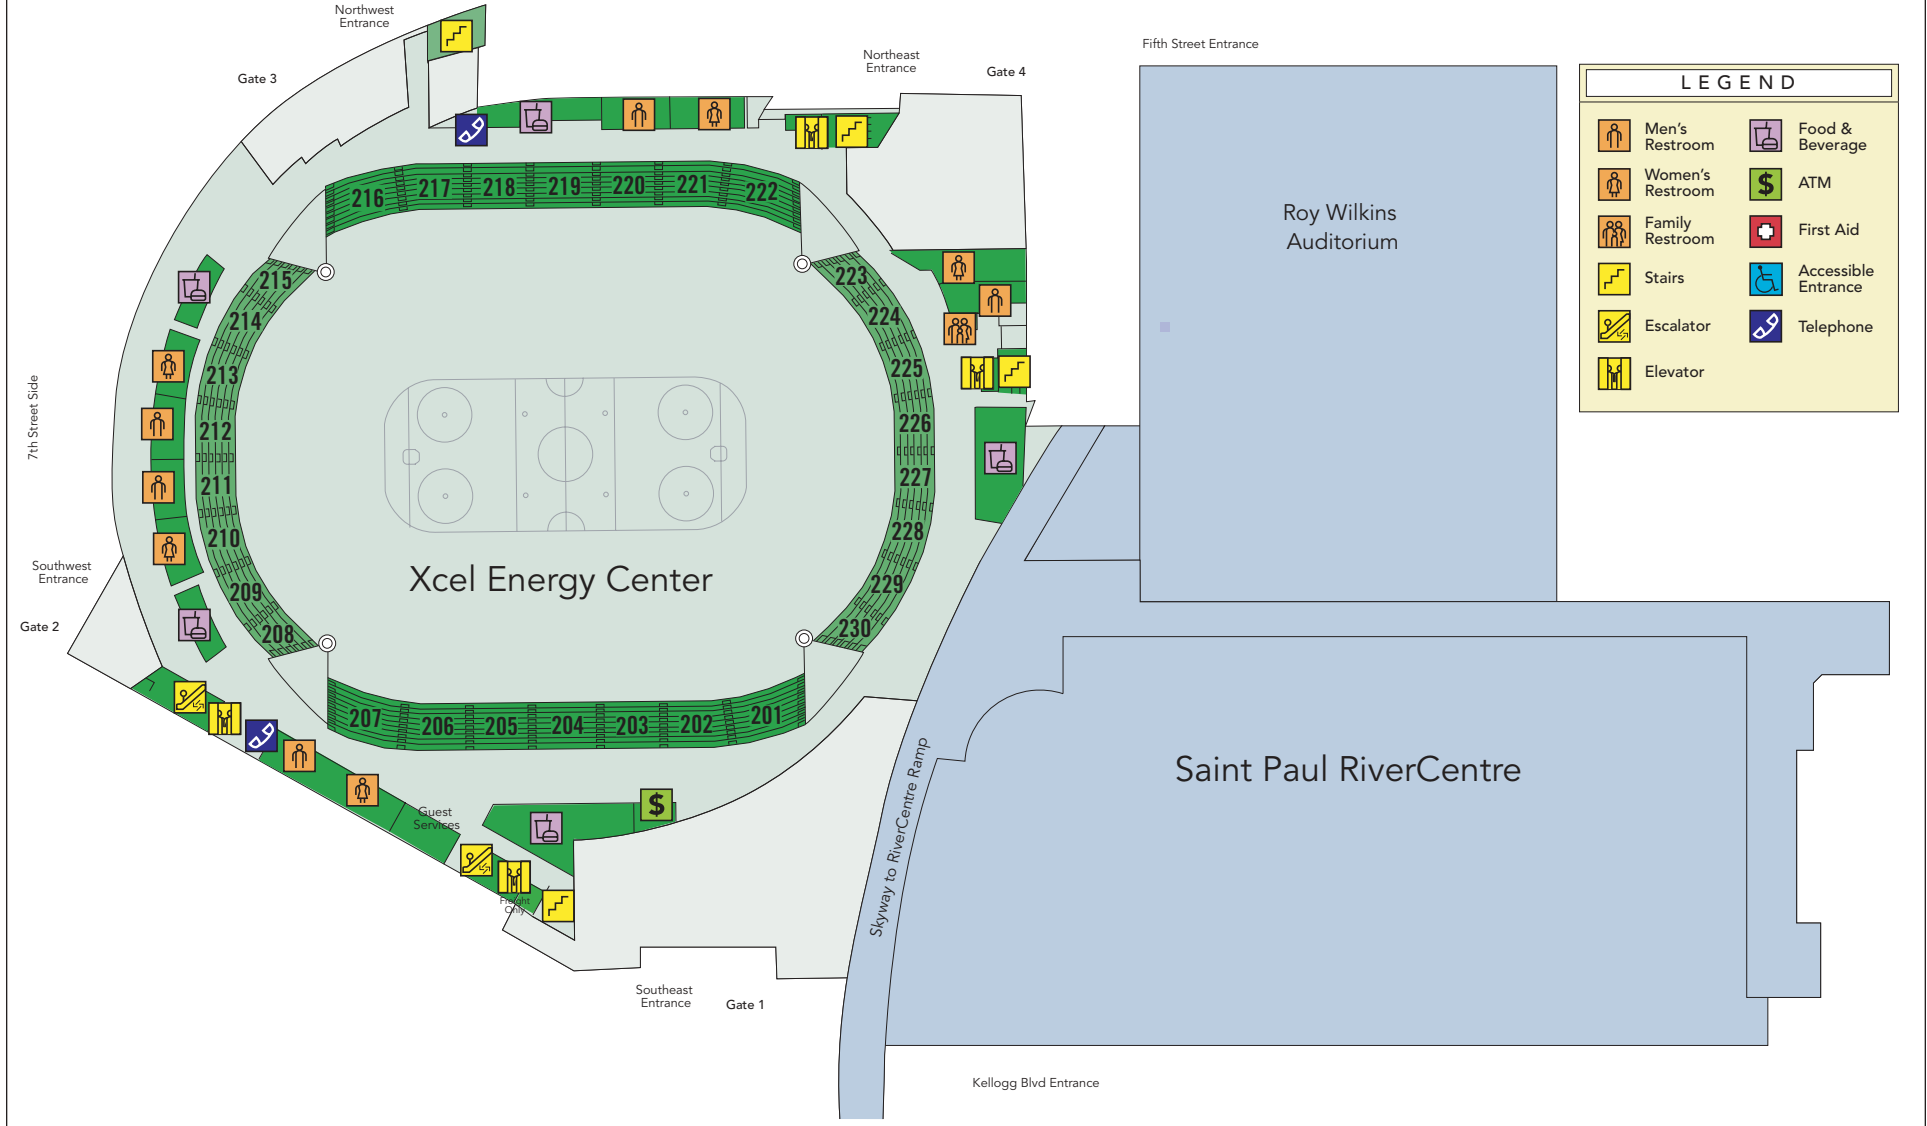 Northwest
Entrance
Gate 3
Northeast
Entrance
Gate 4
Fifth Street Entrance
LEGEND
Men's
Restroom
Women's
Restroom
Family
Restroom
Stairs
Escalator
Elevator
Food &
Beverage
$
ATM
First Aid
Accessible
Entrance
Telephone
Roy Wilkins
Auditorium
216
217
218
219
220
221
222
215
214
213
212
211
210
209
208
223
224
225
226
227
228
229
230
7th Street Side
Xcel Energy Center
Southwest
Entrance
Gate 2
207
206
205
204
203
202
201
Guest
Services
$
Freight
Only
Skyway to RiverCentre Ramp
Saint Paul RiverCentre
Southeast
Entrance
Gate 1
Kellogg Blvd Entrance